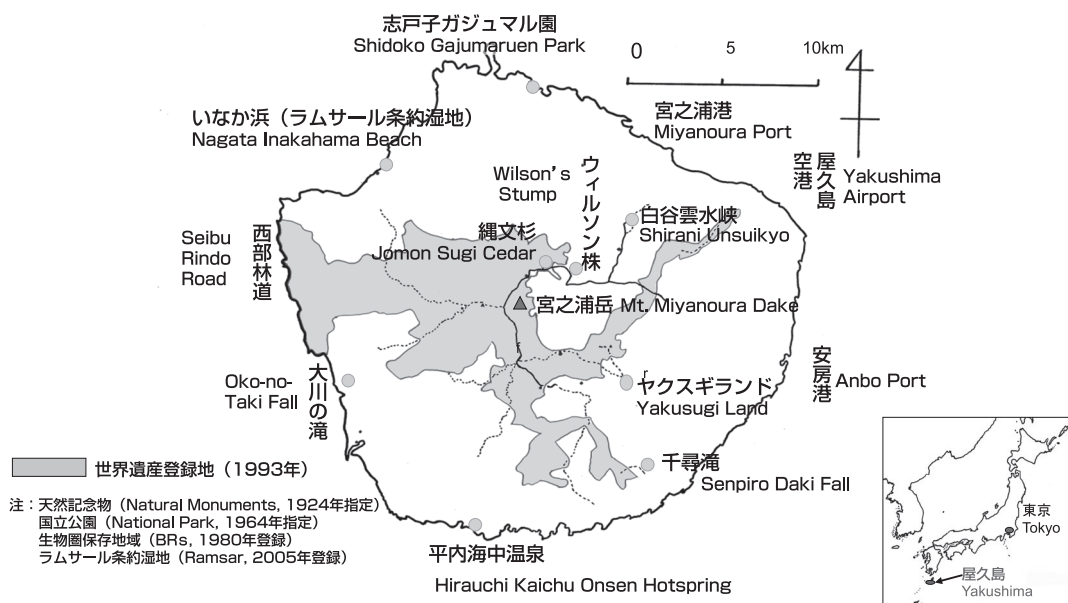 志戸子ガジュマル園
Shidoko Gajumaruen Park
0 5 10km
いなか浜（ラムサール条約湿地）
Nagata Inakahama Beach
宮之浦港
Miyanoura Port
屋久島空港
Yakushima
Airport
Wilson's
Stump
ウィルソン株
白谷雲水峡
Shirani Unsuikyo
縄文杉
Jomon Sugi Cedar
Seibu
Rindo
Road
西部林道
宮之浦岳 Mt. Miyanoura Dake
Oko-no-
Taki Fall
大川の滝
ヤクスギランド
Yakusugi Land
安房港
Anbo Port
千尋滝
Senpiro Daki Fall
世界遺産登録地（1993年）
注：天然記念物（Natural Monuments, 1924年指定）
国立公園（National Park, 1964年指定）
生物圏保存地域（BRs, 1980年登録）
ラムサール条約湿地（Ramsar, 2005年登録）
平内海中温泉
Hirauchi Kaichu Onsen Hotspring
東京
Tokyo
屋久島
Yakushima